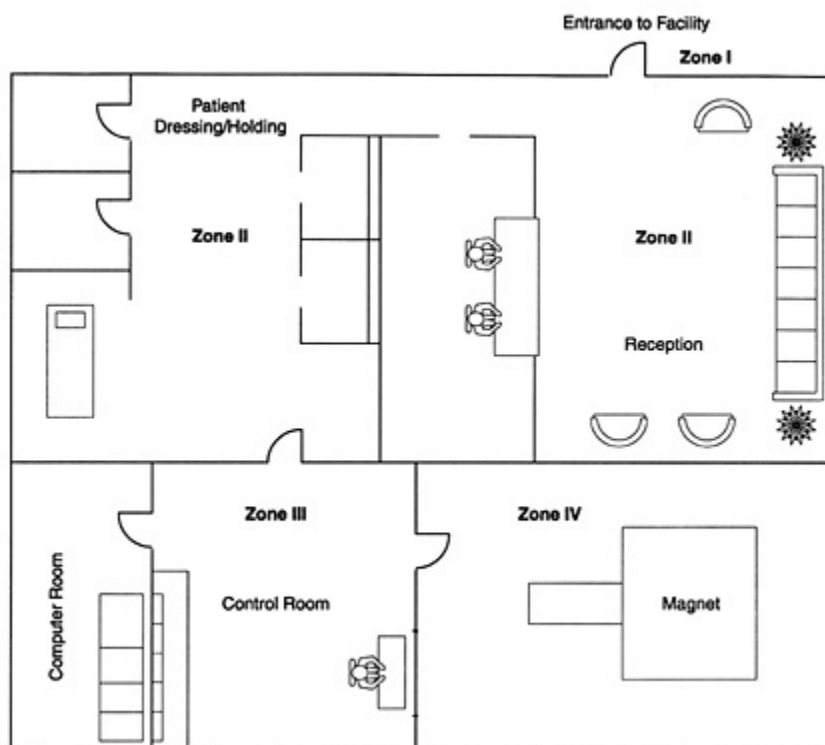 Entrance to Facility
Zone I
Patient
Dressing/Holding
Zone II
Zone II
Reception
Zone III
Zone IV
Computer Room
Control Room
Magnet